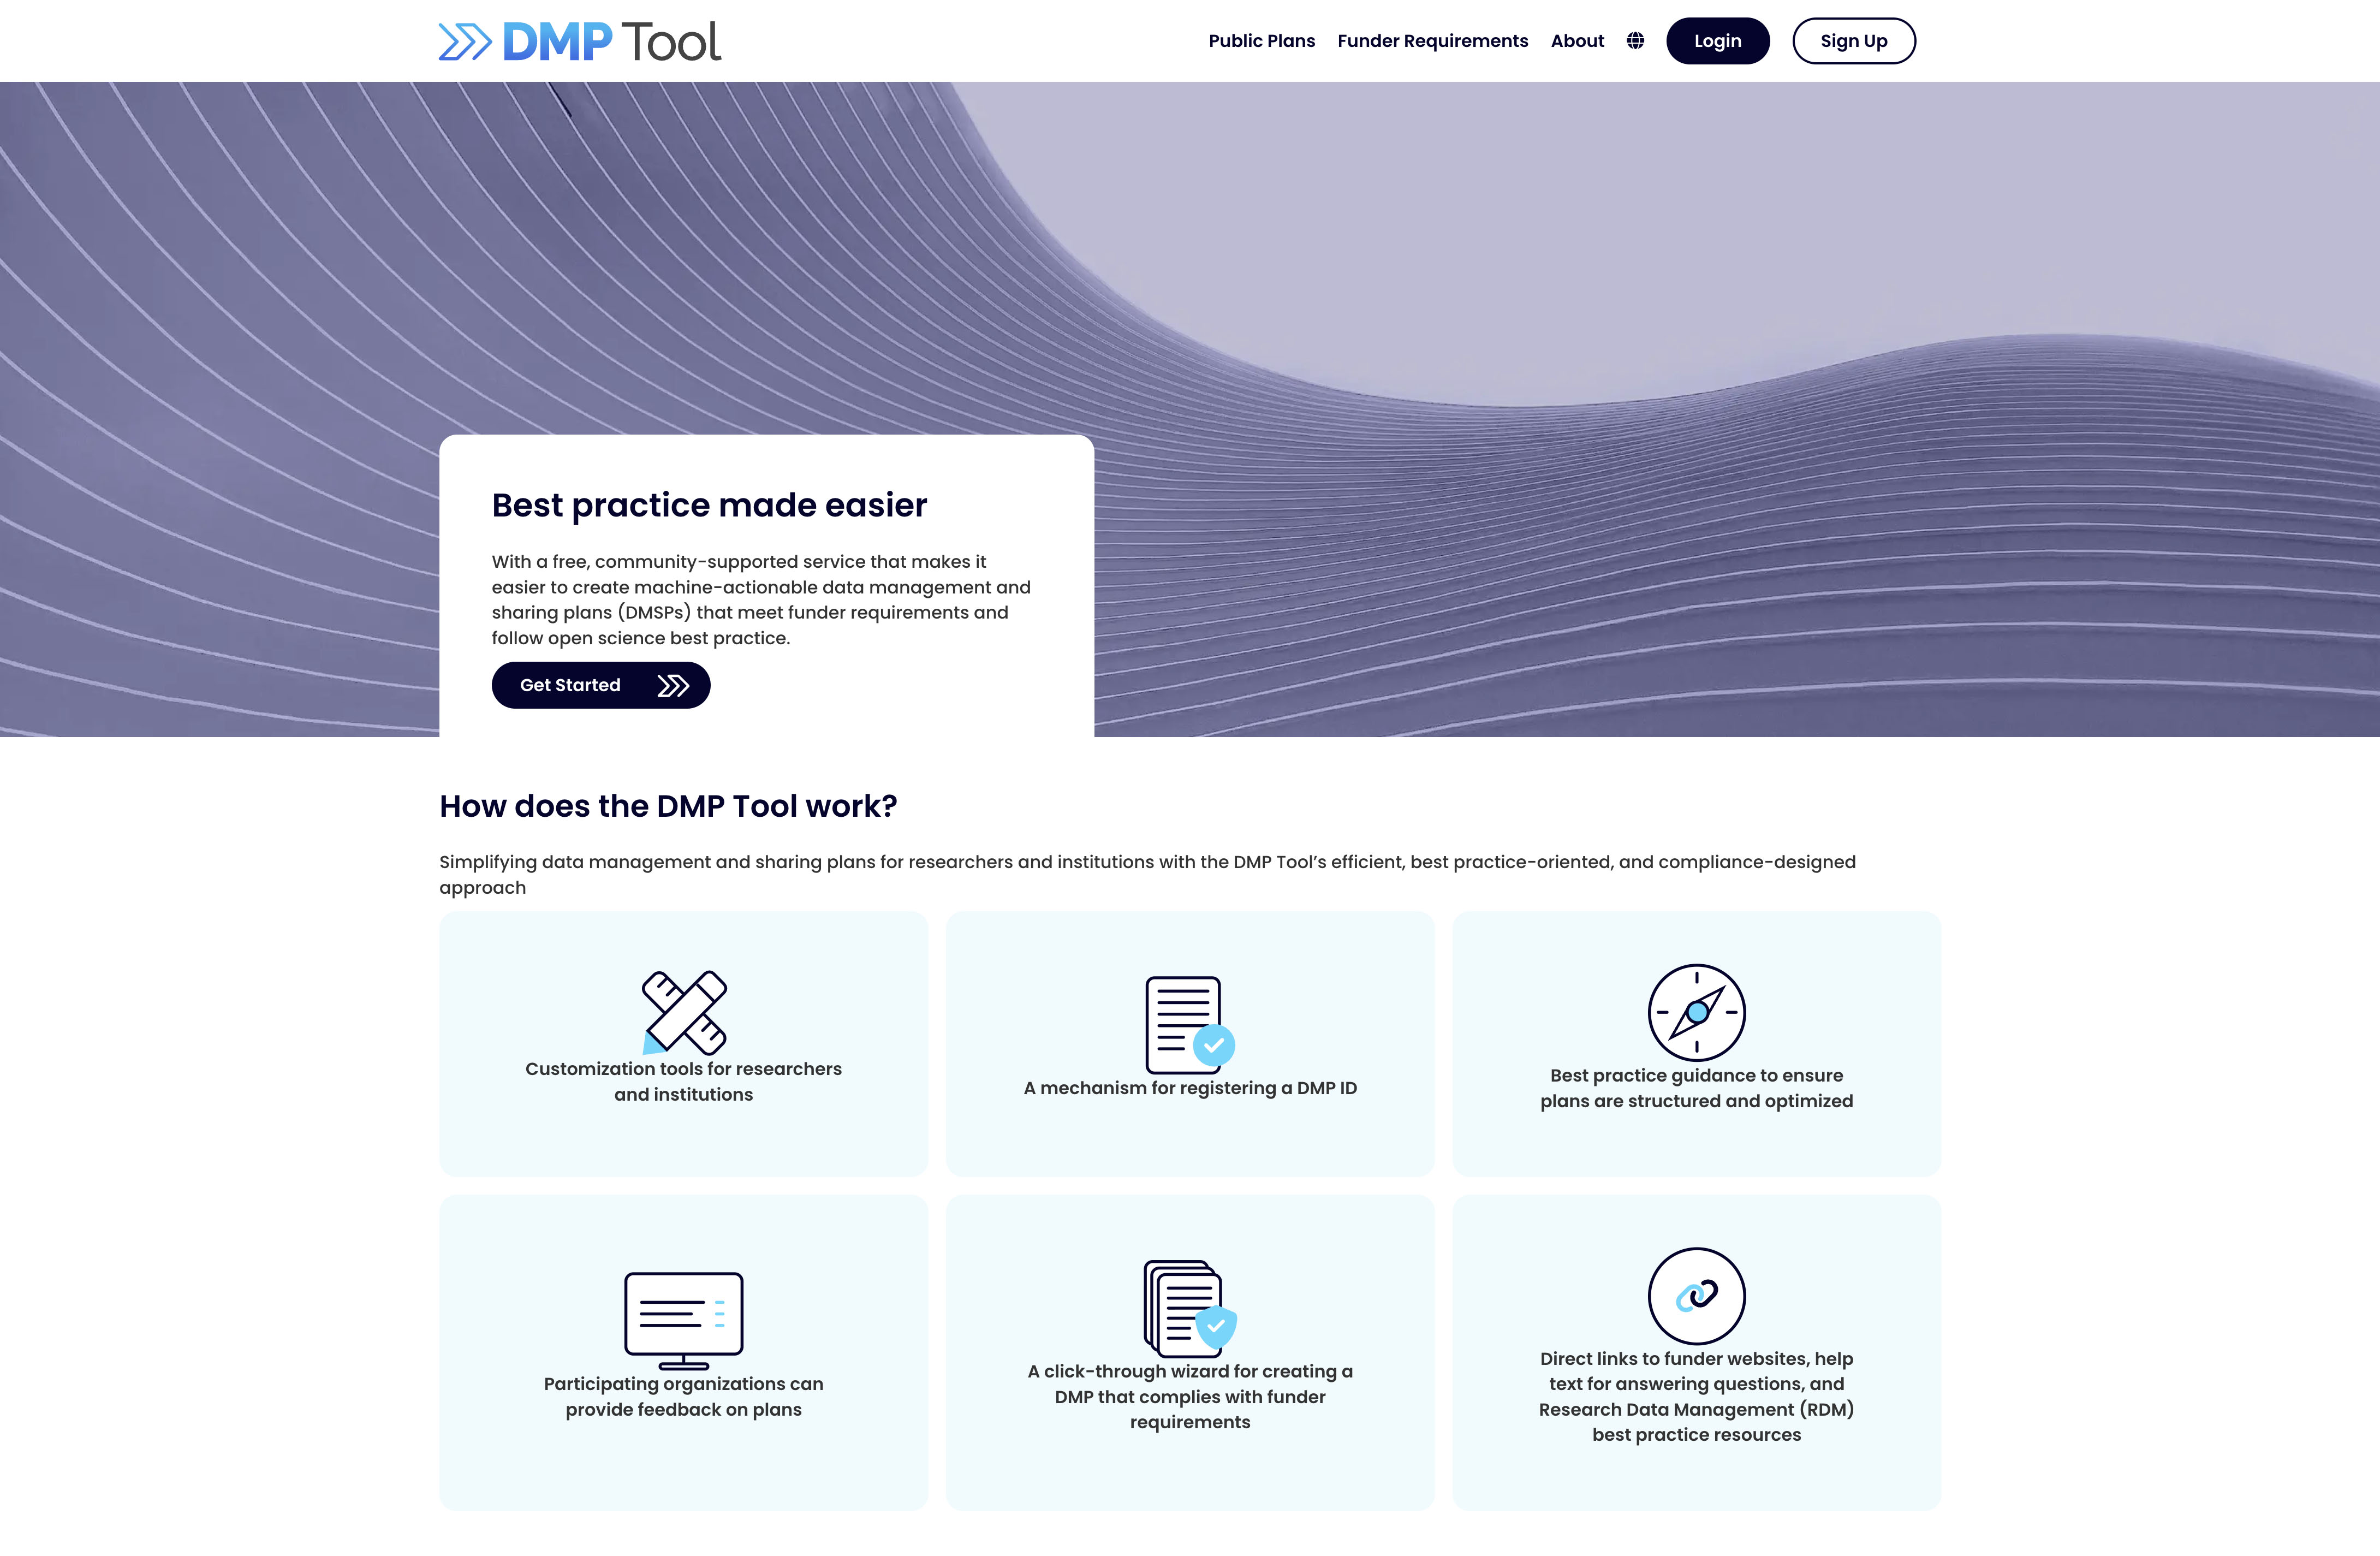 DMP Tool
Public Plans
Funder Requirements
About
Login
Sign Up
Best practice made easier
With a free, community-supported service that makes it
easier to create machine-actionable data management and
sharing plans (DMSPs) that meet funder requirements and
follow open science best practice.
Get Started
How does the DMP Tool work?
Simplifying data management and sharing plans for researchers and institutions with the DMP Tool’s efficient, best practice-oriented, and compliance-designed
approach
Customization tools for researchers
and institutions
A mechanism for registering a DMP ID
Best practice guidance to ensure
plans are structured and optimized
Participating organizations can
provide feedback on plans
A click-through wizard for creating a
DMP that complies with funder
requirements
Direct links to funder websites, help
text for answering questions, and
Research Data Management (RDM)
best practice resources